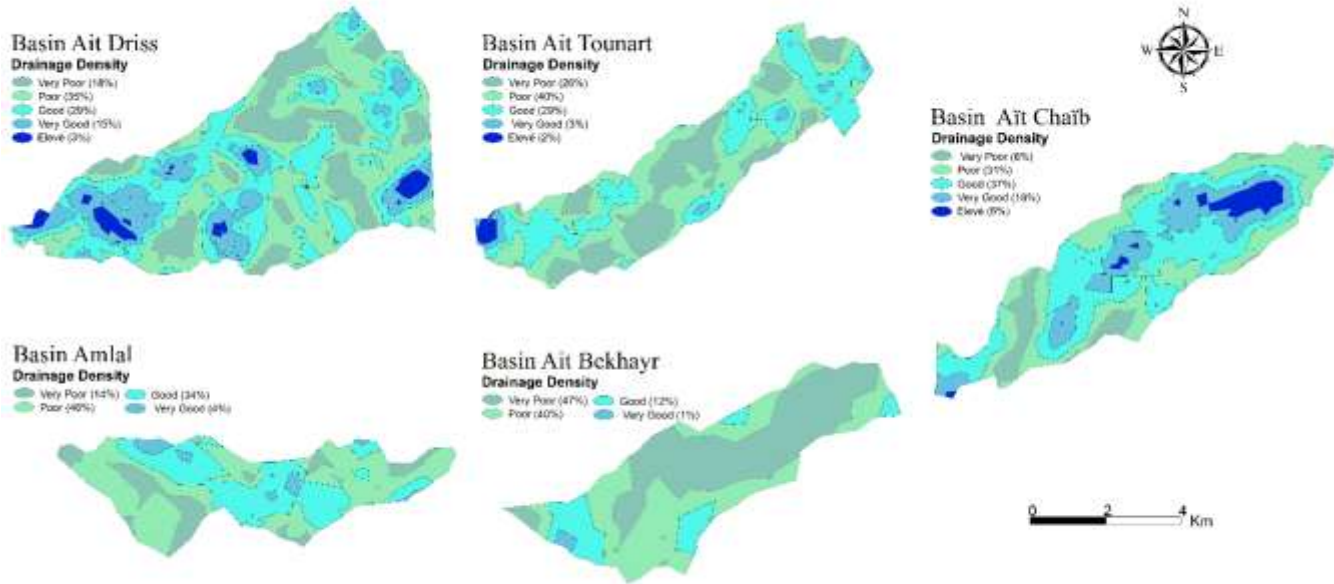 Basin Ait Driss
Drainage Density
Very Poor (18%)
Poor (35%)
Good (29%)
Very Good (15%)
Elevé (3%)
Basin Ait Tounart
Drainage Density
Very Poor (26%)
Poor (40%)
Good (29%)
Very Good (3%)
Elevé (2%)
N
W E
S
Basin Aït Chaïb
Drainage Density
Very Poor (6%)
Poor (31%)
Good (37%)
Very Good (18%)
Elevé
Basin Amlal
Drainage Density
Very Poor (14%) Good (34%)
Poor Very Good (4%)
Basin Ait Bekhayr
Drainage Density
Very Poor (47%) Good (12%)
Poor (40%) Very Good (1%)
0 2 4
Km